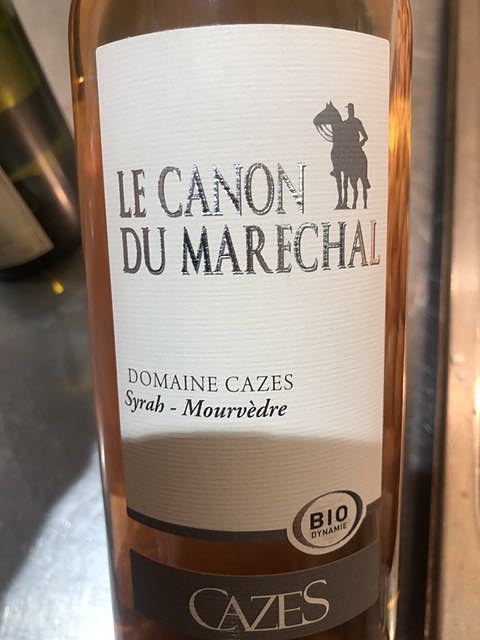 LE CANON
DU MARECHAL
DOMAINE CAZES
Syrah - Mourvèdre
BIO
DYNAMIE
CAZES